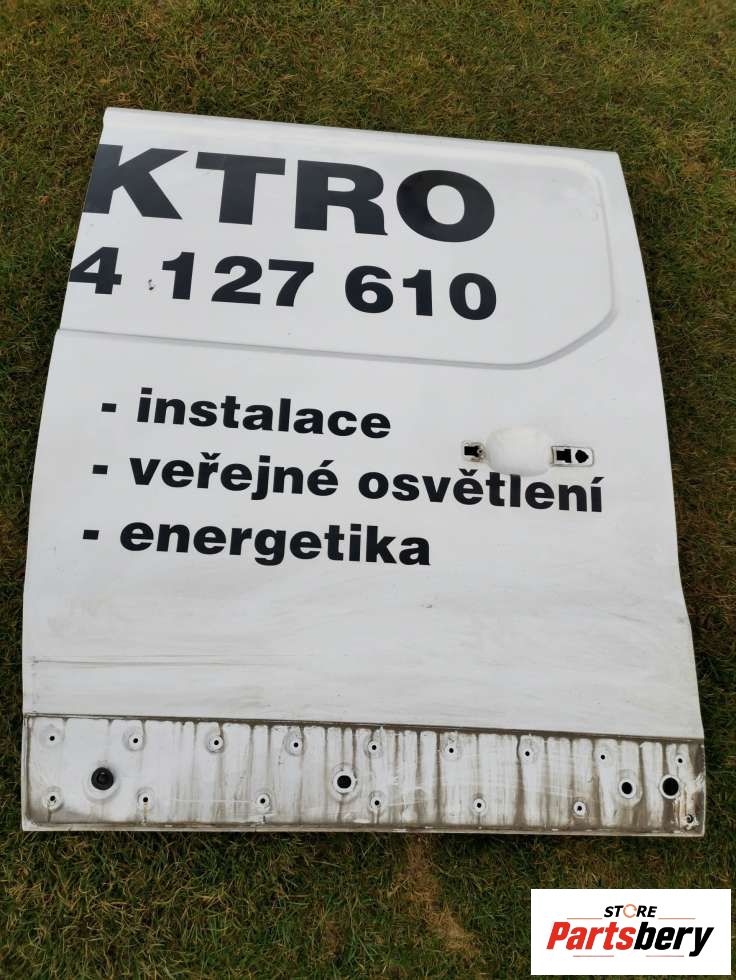 KTRO
4 127 610
- instalace
- veřejné osvětlení
- energetika
STORE
Partsbery